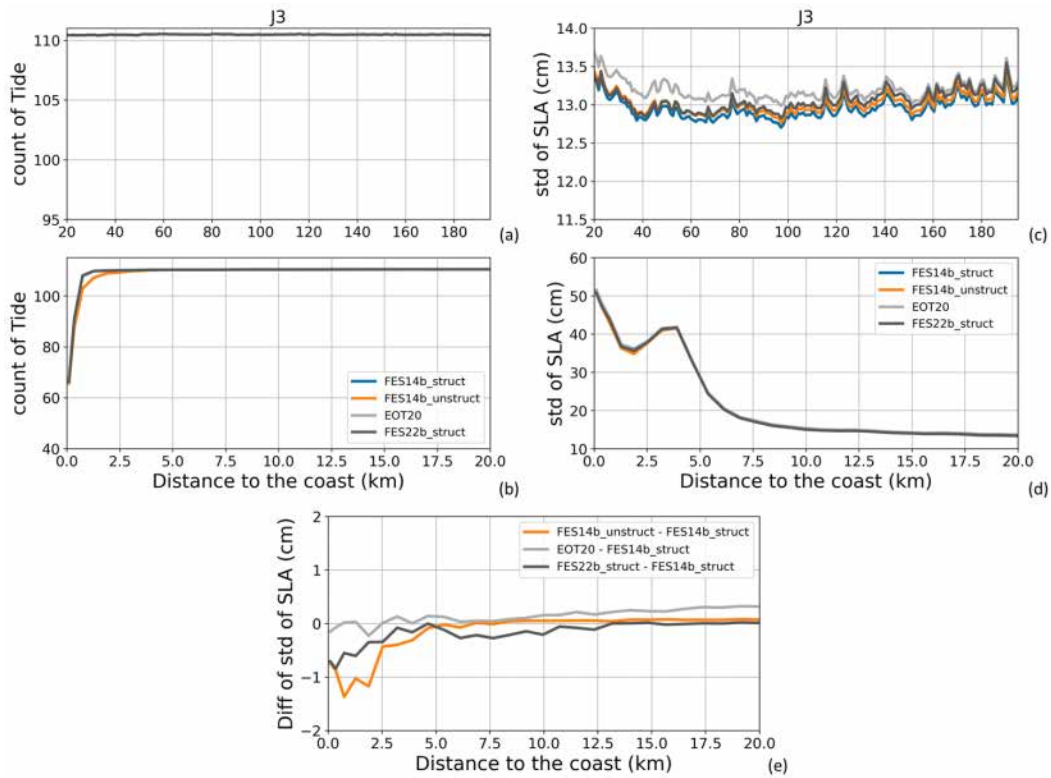 J3
count of Tide
110
105
100
95
20 40 60 80 100 120 140 160 180
(a)
J3
std of SLA (cm)
14.0
13.5
13.0
12.5
12.0
11.5
20 40 60 80 100 120 140 160 180
(c)
count of Tide
100
80
60
40
FES14b_struct
FES14b_unstruct
EOT20
FES22b_struct
0.0 2.5 5.0 7.5 10.0 12.5 15.0 17.5 20.0
Distance to the coast (km)
(b)
std of SLA (cm)
60
50
40
30
20
10
FES14b_struct
FES14b_unstruct
EOT20
FES22b_struct
0.0 2.5 5.0 7.5 10.0 12.5 15.0 17.5 20.0
Distance to the coast (km)
(d)
Diff of std of SLA (cm)
2
1
0
−1
−2
FES14b_unstruct - FES14b_struct
EOT20 - FES14b_struct
FES22b_struct - FES14b_struct
0.0 2.5 5.0 7.5 10.0 12.5 15.0 17.5 20.0
Distance to the coast (km)
(e)